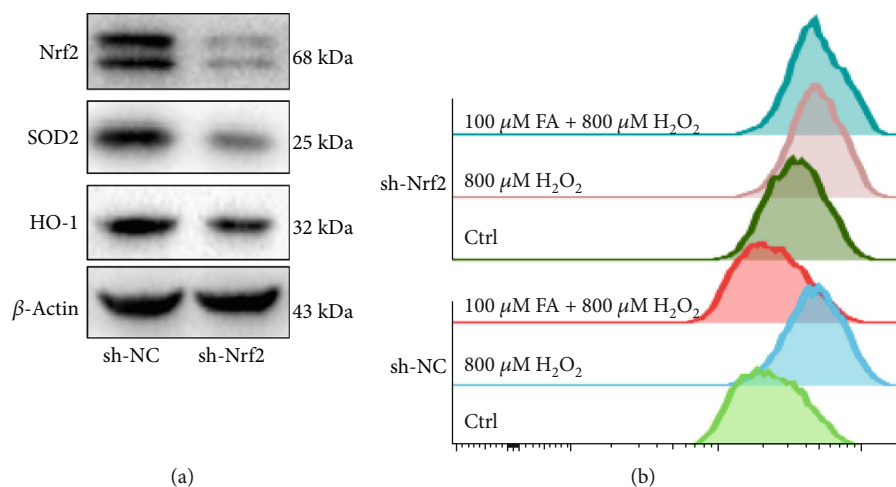 Nrf2
68 kDa
SOD2
25 kDa
HO-1
32 kDa
β-Actin
43 kDa
sh-NC
sh-Nrf2
(a)
sh-Nrf2
100 μM FA + 800 μM H₂O₂
800 μM H₂O₂
Ctrl
sh-NC
100 μM FA + 800 μM H₂O₂
800 μM H₂O₂
Ctrl
(b)